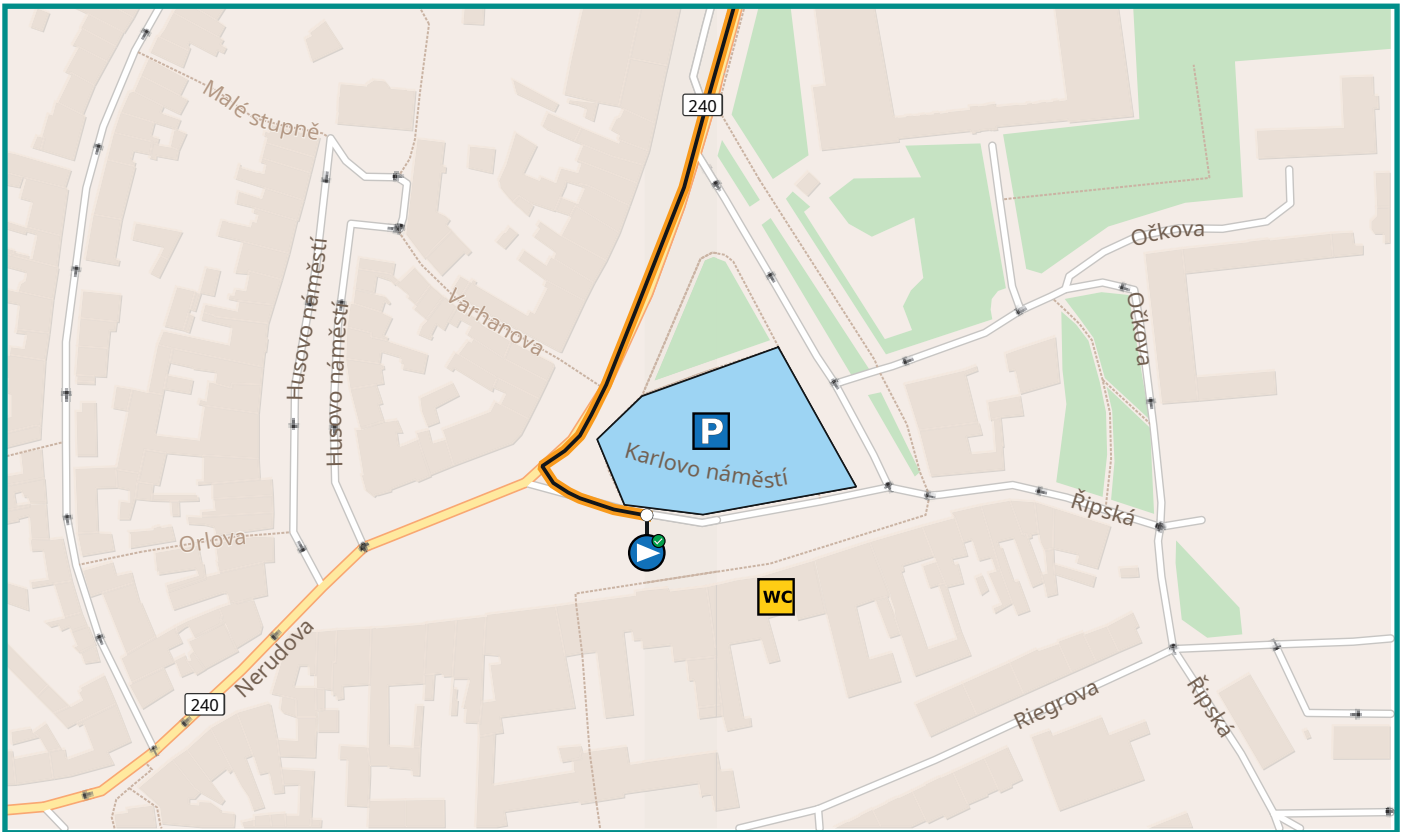 Malé stupně
240
Očkova
Očkova
Husovo náměstí
Husovo náměstí
Varhanova
P
Karlovo náměstí
Řipská
Orlova
WC
Nerudova
240
Řipská
Riegrova